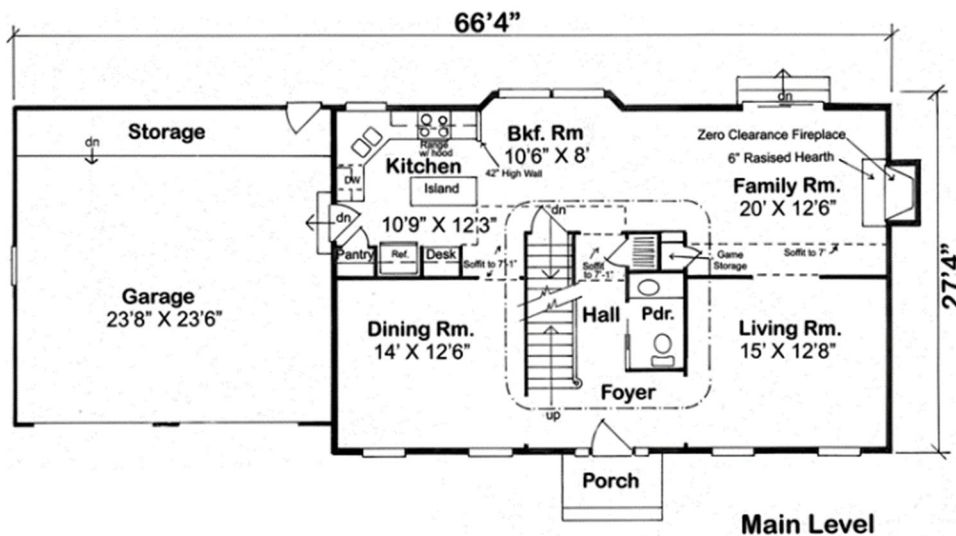 66'4"
Storage
dn
dn
Range
w/ hood
Bkf. Rm
10'6" X 8'
Kitchen
42" High Wall
DW
Island
10'9" X 12'3"
dn
dn
Zero Clearance Fireplace
6" Rasised Hearth
Family Rm.
20' X 12'6"
Pantry
Ref.
Desk
Soffit
to 7'-1"
Soffit
to 7'-1"
Game
Storage
Soffit to 7'
27'4"
Garage
23'8" X 23'6"
Dining Rm.
14' X 12'6"
Hall
Pdr.
Living Rm.
15' X 12'8"
Foyer
up
Porch
Main Level